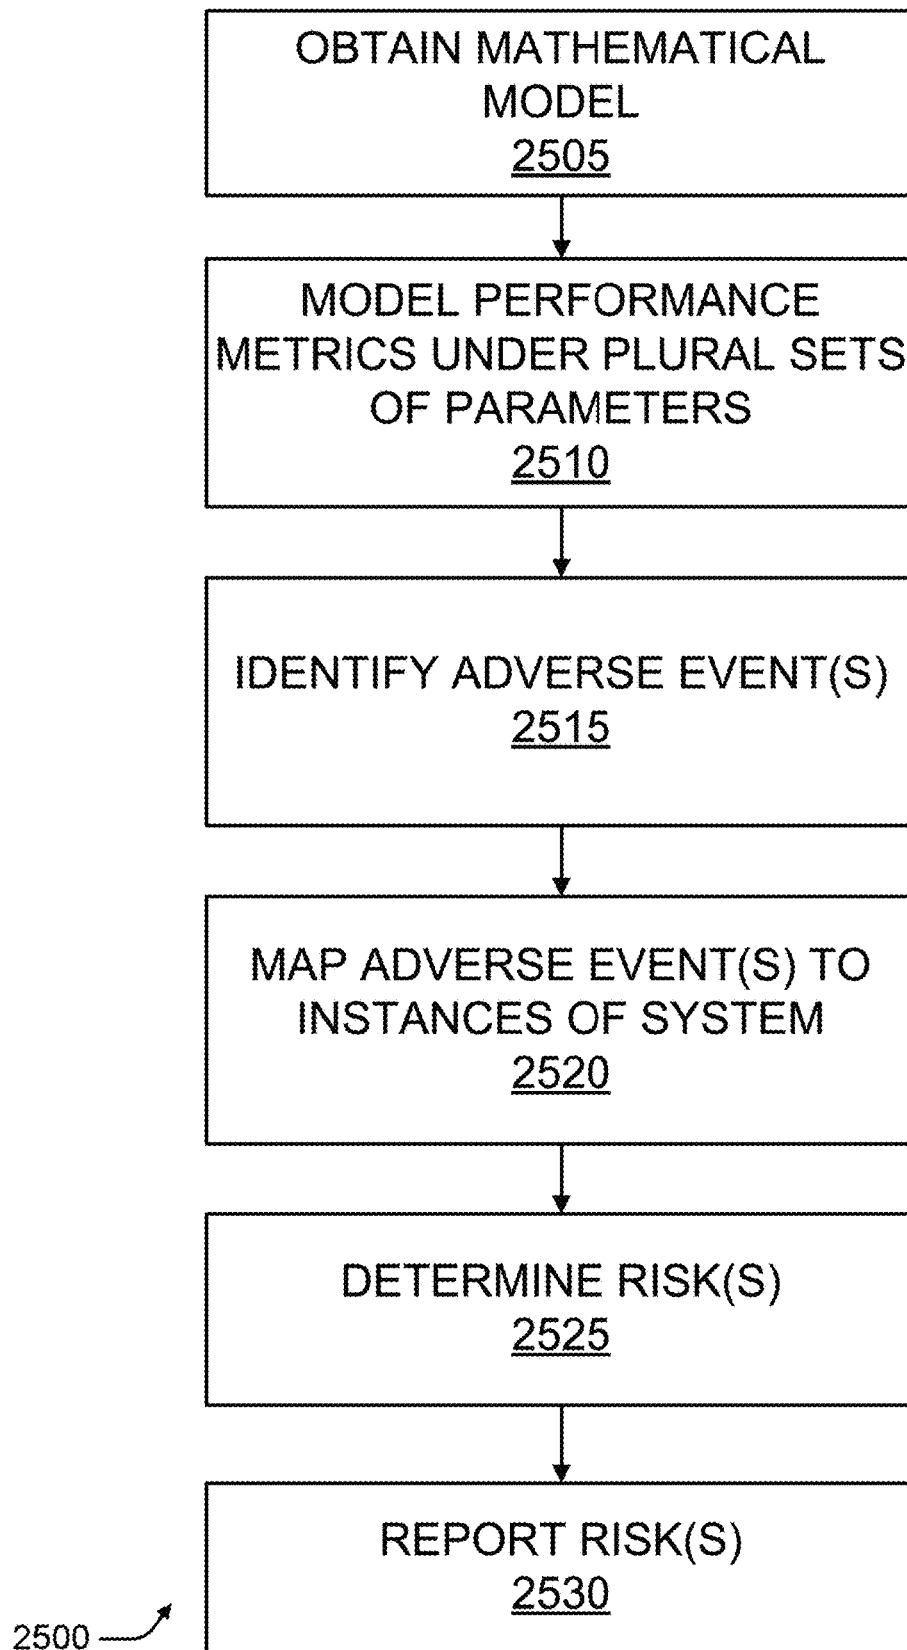 OBTAIN MATHEMATICAL
MODEL
2505
MODEL PERFORMANCE
METRICS UNDER PLURAL SETS
OF PARAMETERS
2510
IDENTIFY ADVERSE EVENT(S)
2515
MAP ADVERSE EVENT(S) TO
INSTANCES OF SYSTEM
2520
DETERMINE RISK(S)
2525
REPORT RISK(S)
2530
2500